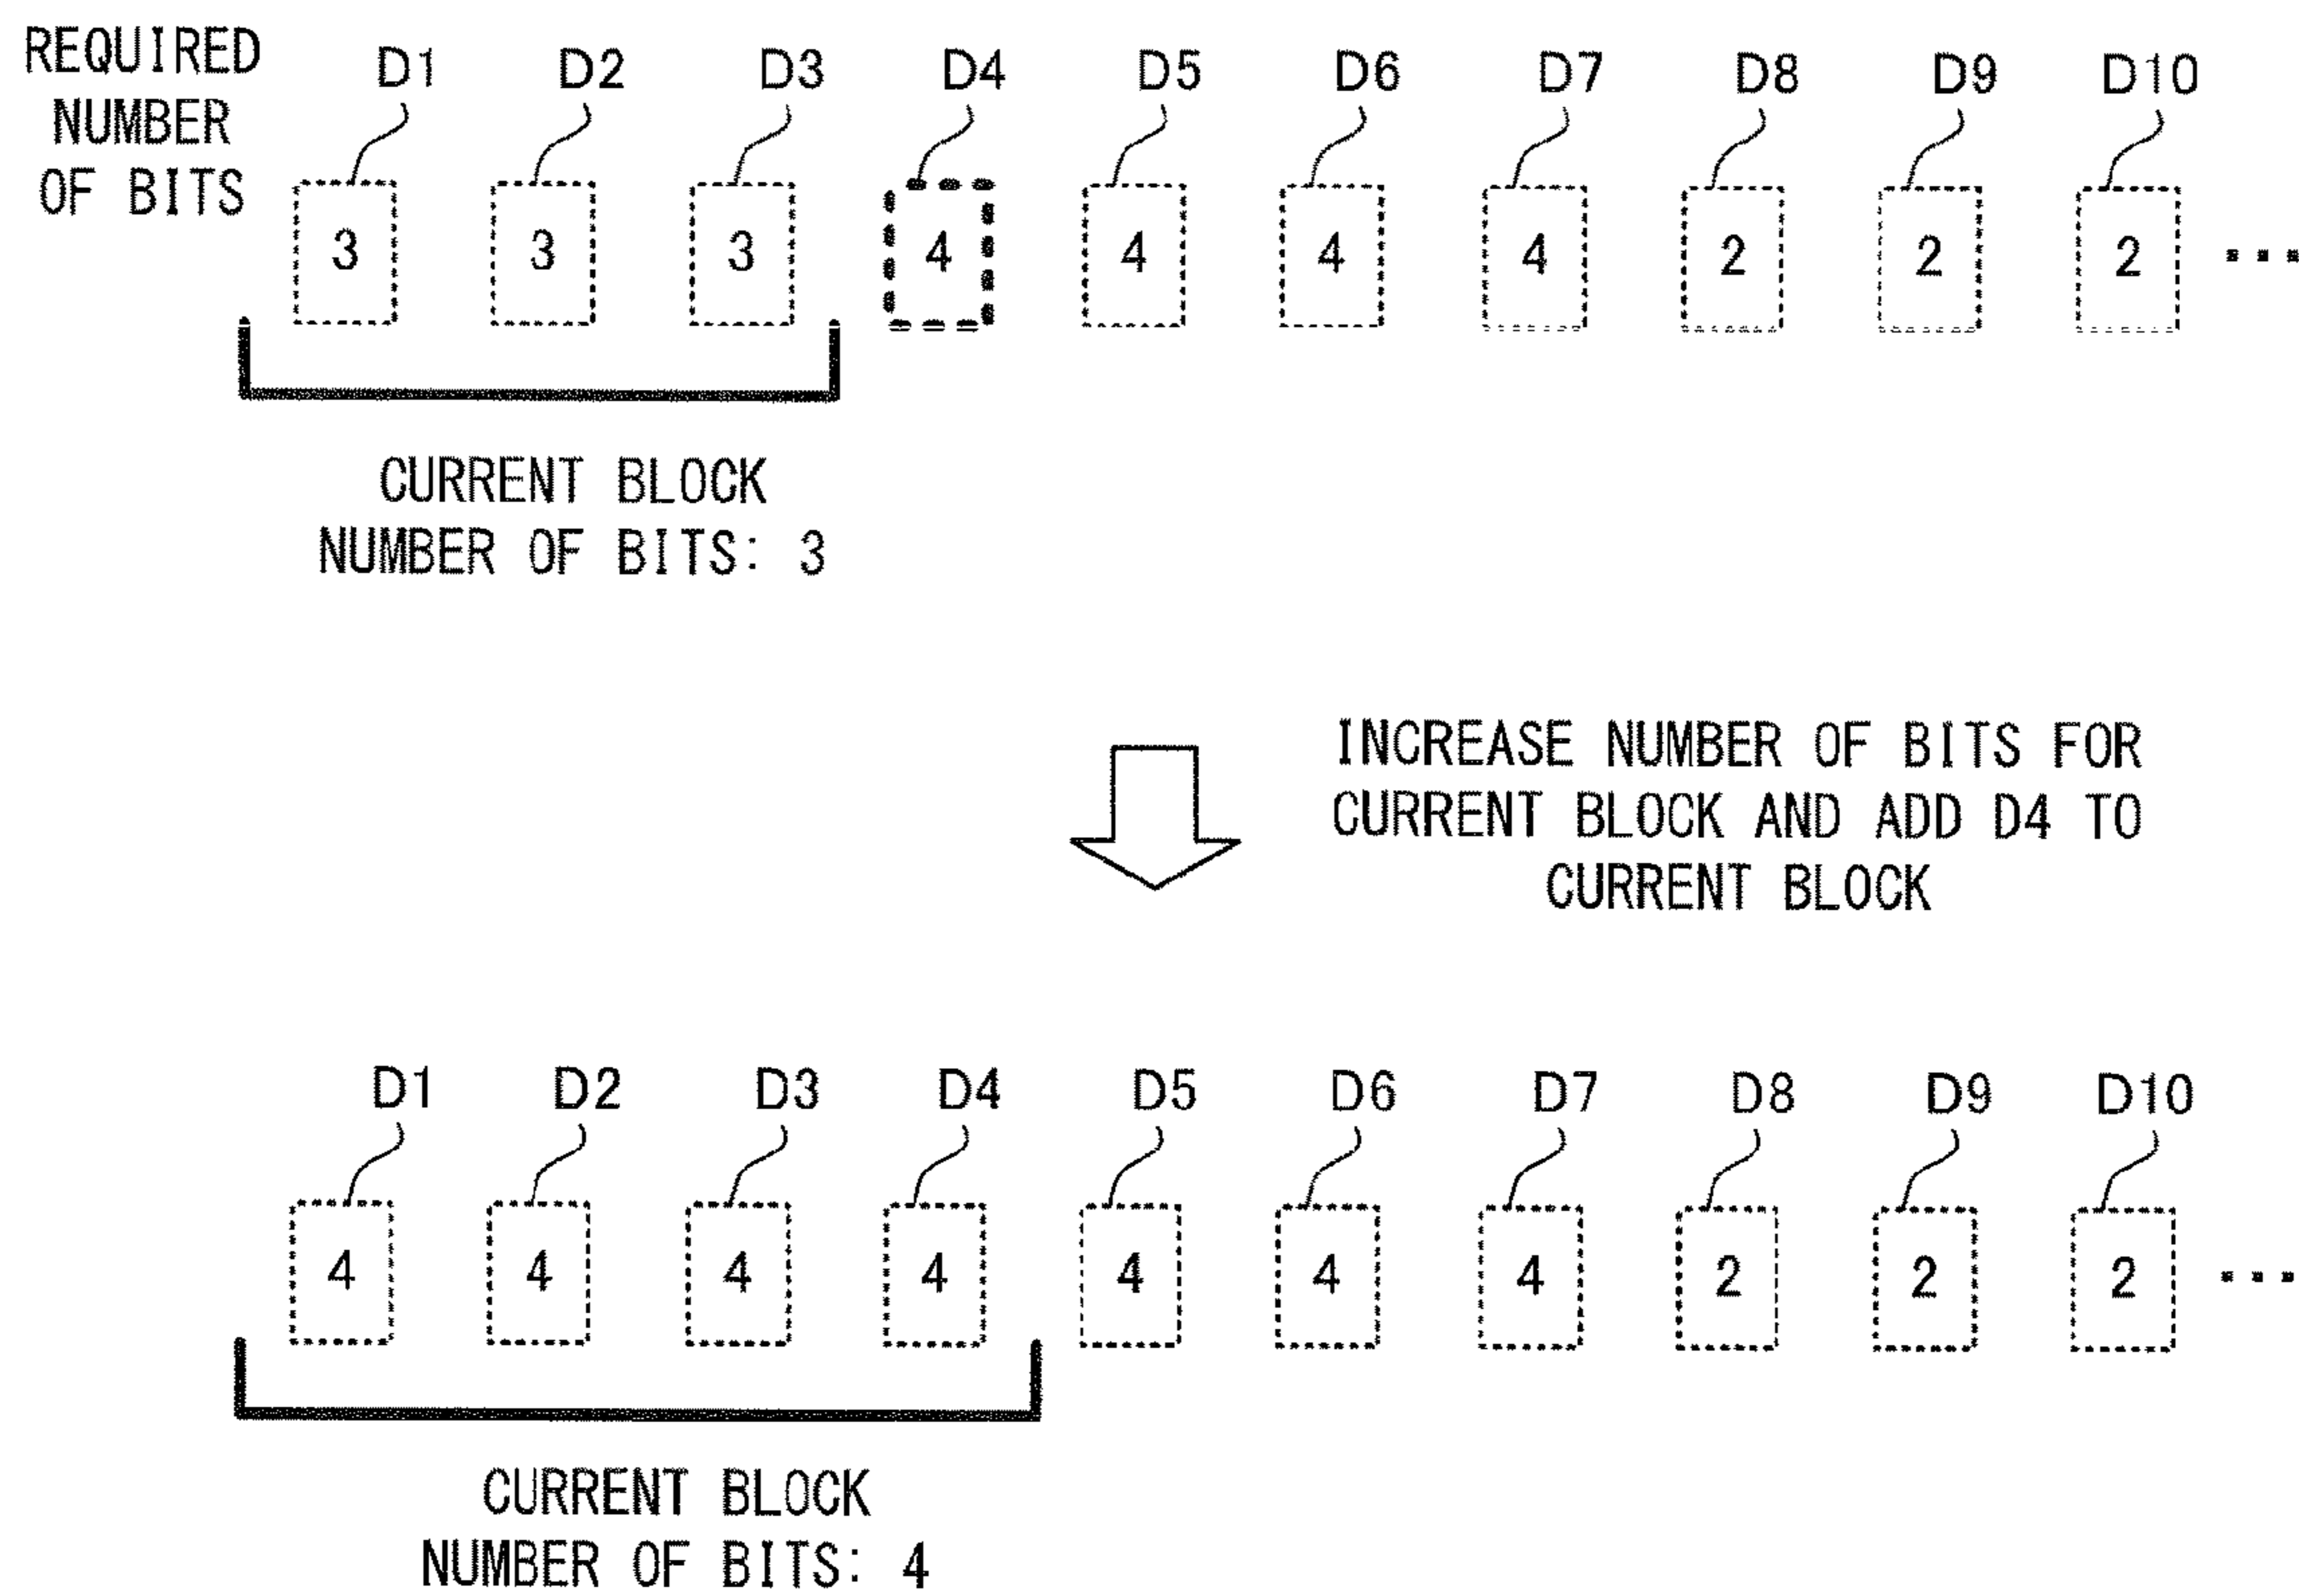 REQUIRED
NUMBER
OF BITS
D1 D2 D3 D4 D5 D6 D7 D8 D9 D10
3 3 3 4 4 4 4 2 2 2 ...
CURRENT BLOCK
NUMBER OF BITS: 3
INCREASE NUMBER OF BITS FOR
CURRENT BLOCK AND ADD D4 TO
CURRENT BLOCK
D1 D2 D3 D4 D5 D6 D7 D8 D9 D10
4 4 4 4 4 4 4 2 2 2 ...
CURRENT BLOCK
NUMBER OF BITS: 4